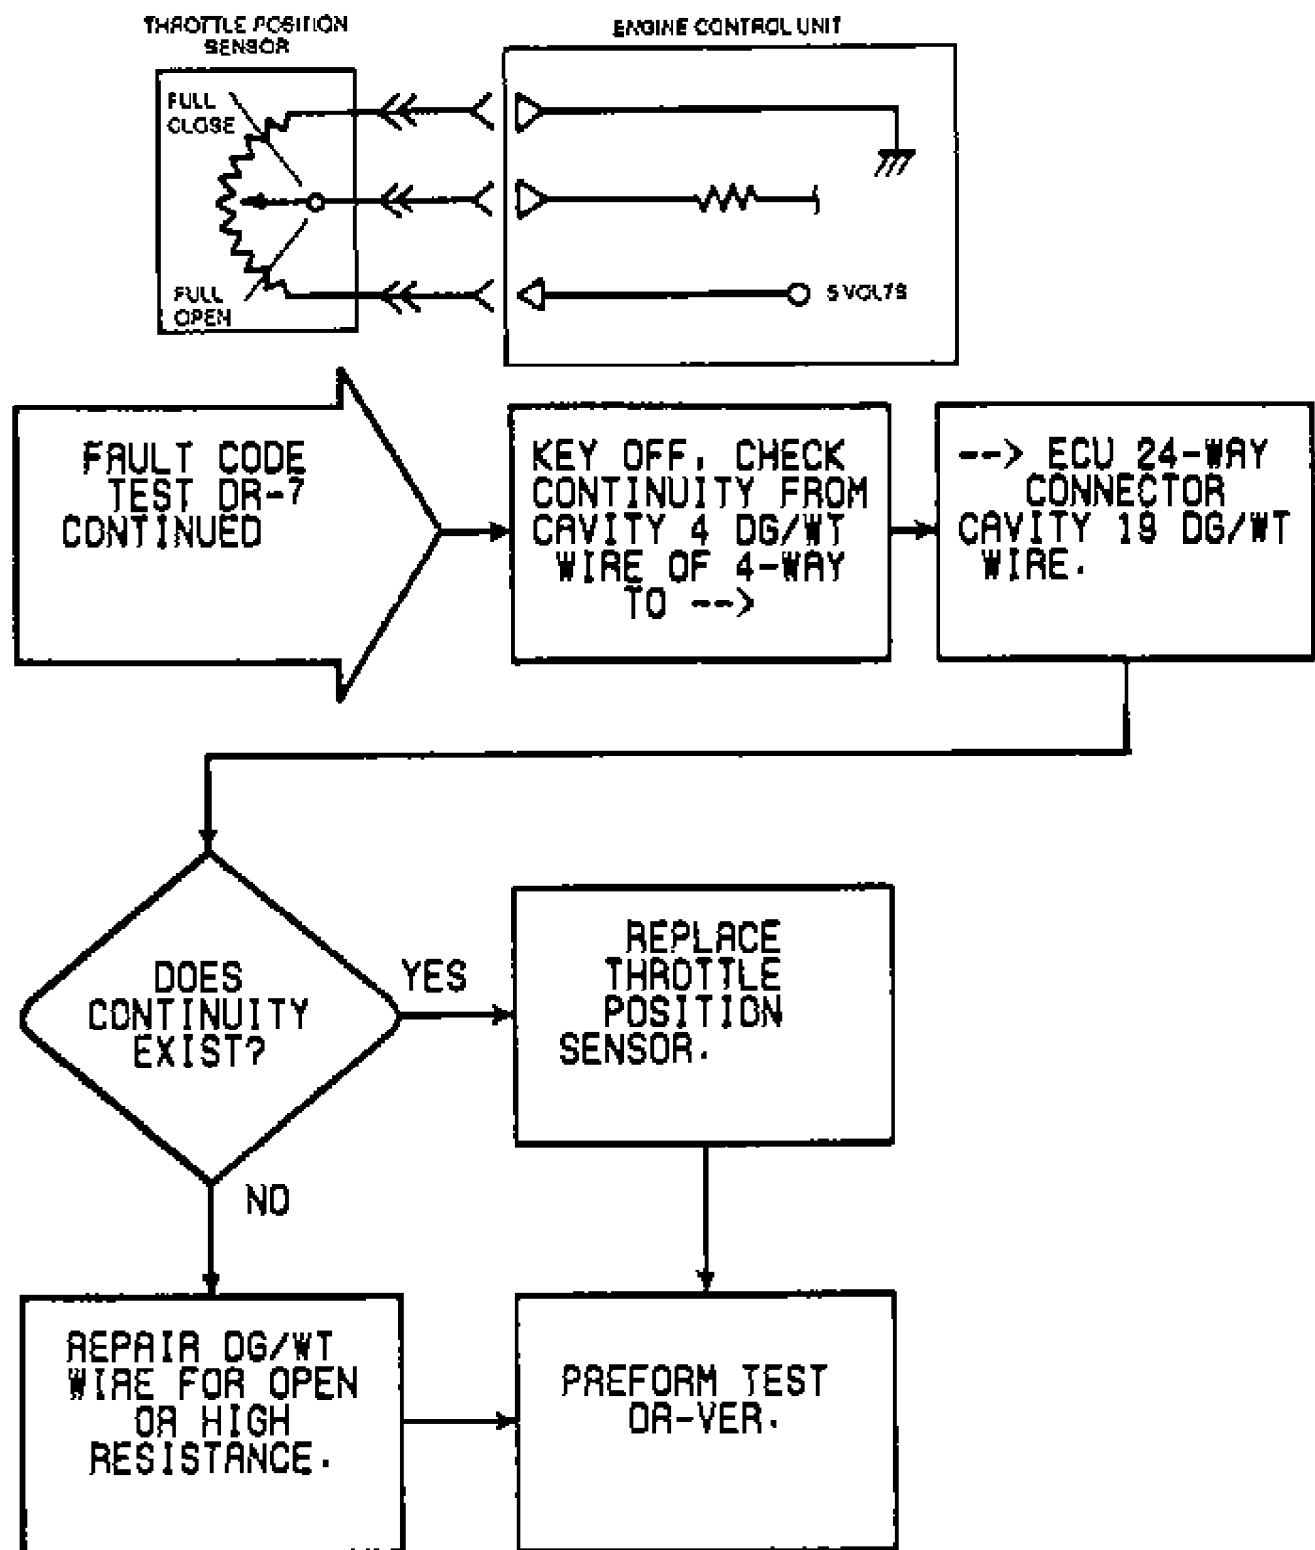 THROTTLE POSITION
SENSOR
ENGINE CONTROL UNIT
FULL
CLOSE
FULL
OPEN
5 VOLTS
FAULT CODE
TEST DR-7
CONTINUED
KEY OFF, CHECK
CONTINUITY FROM
CAVITY 4 DG/WT
WIRE OF 4-WAY
TO -->
--> ECU 24-WAY
CONNECTOR
CAVITY 19 DG/WT
WIRE.
DOES
CONTINUITY
EXIST?
YES
REPLACE
THROTTLE
POSITION
SENSOR.
NO
REPAIR DG/WT
WIRE FOR OPEN
OR HIGH
RESISTANCE.
PREFORM TEST
DR-VER.